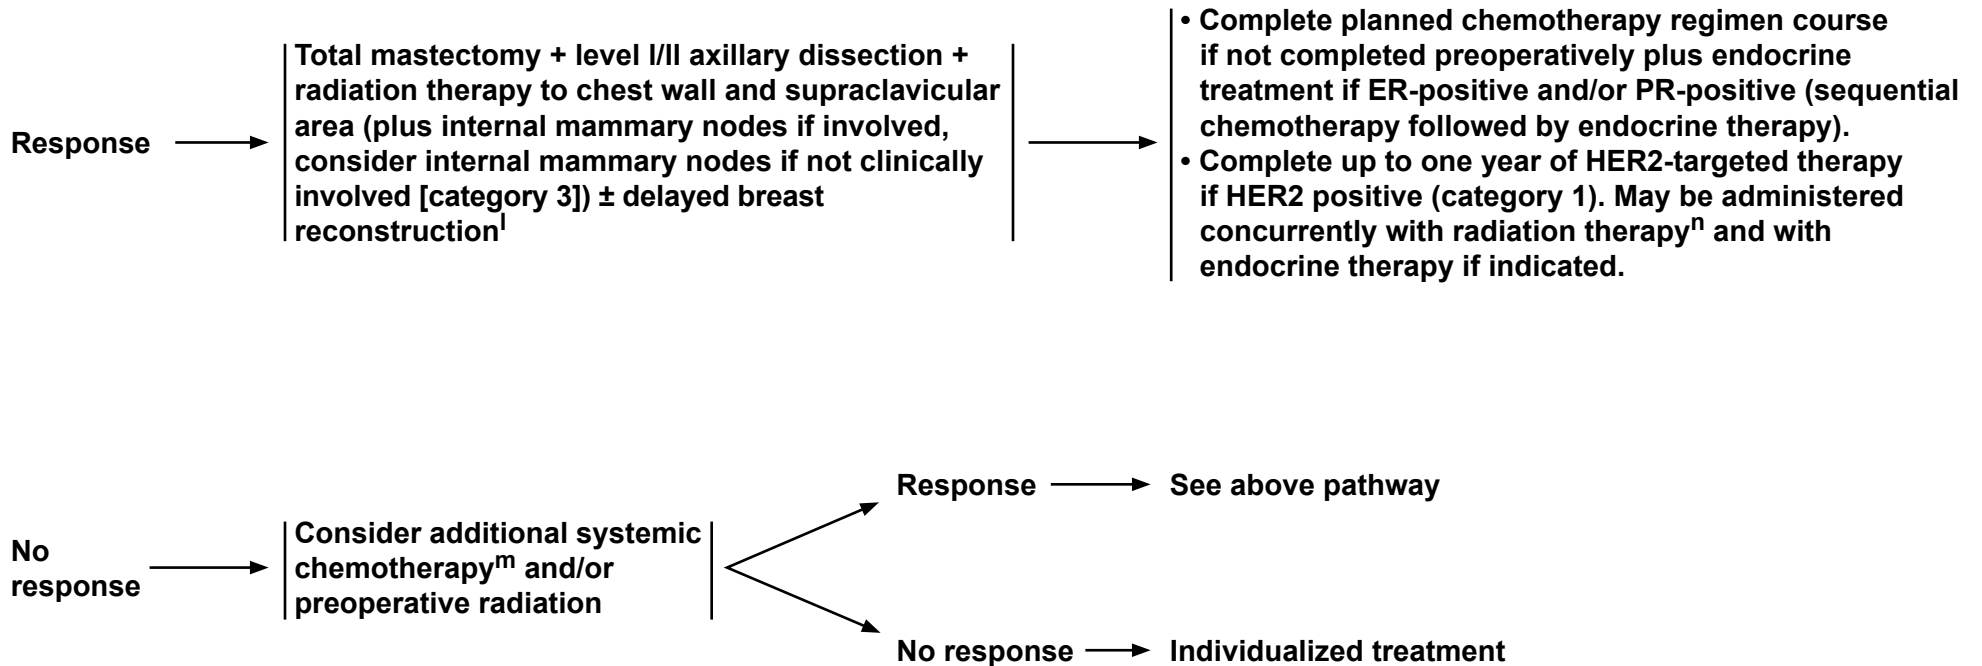 Response
Total mastectomy + level I/II axillary dissection +
radiation therapy to chest wall and supraclavicular
area (plus internal mammary nodes if involved,
consider internal mammary nodes if not clinically
involved [category 3]) ± delayed breast
reconstructionl
• Complete planned chemotherapy regimen course
if not completed preoperatively plus endocrine
treatment if ER-positive and/or PR-positive (sequential
chemotherapy followed by endocrine therapy).
• Complete up to one year of HER2-targeted therapy
if HER2 positive (category 1). May be administered
concurrently with radiation therapyn and with
endocrine therapy if indicated.
No
response
Consider additional systemic
chemotherapym and/or
preoperative radiation
Response
See above pathway
No response
Individualized treatment